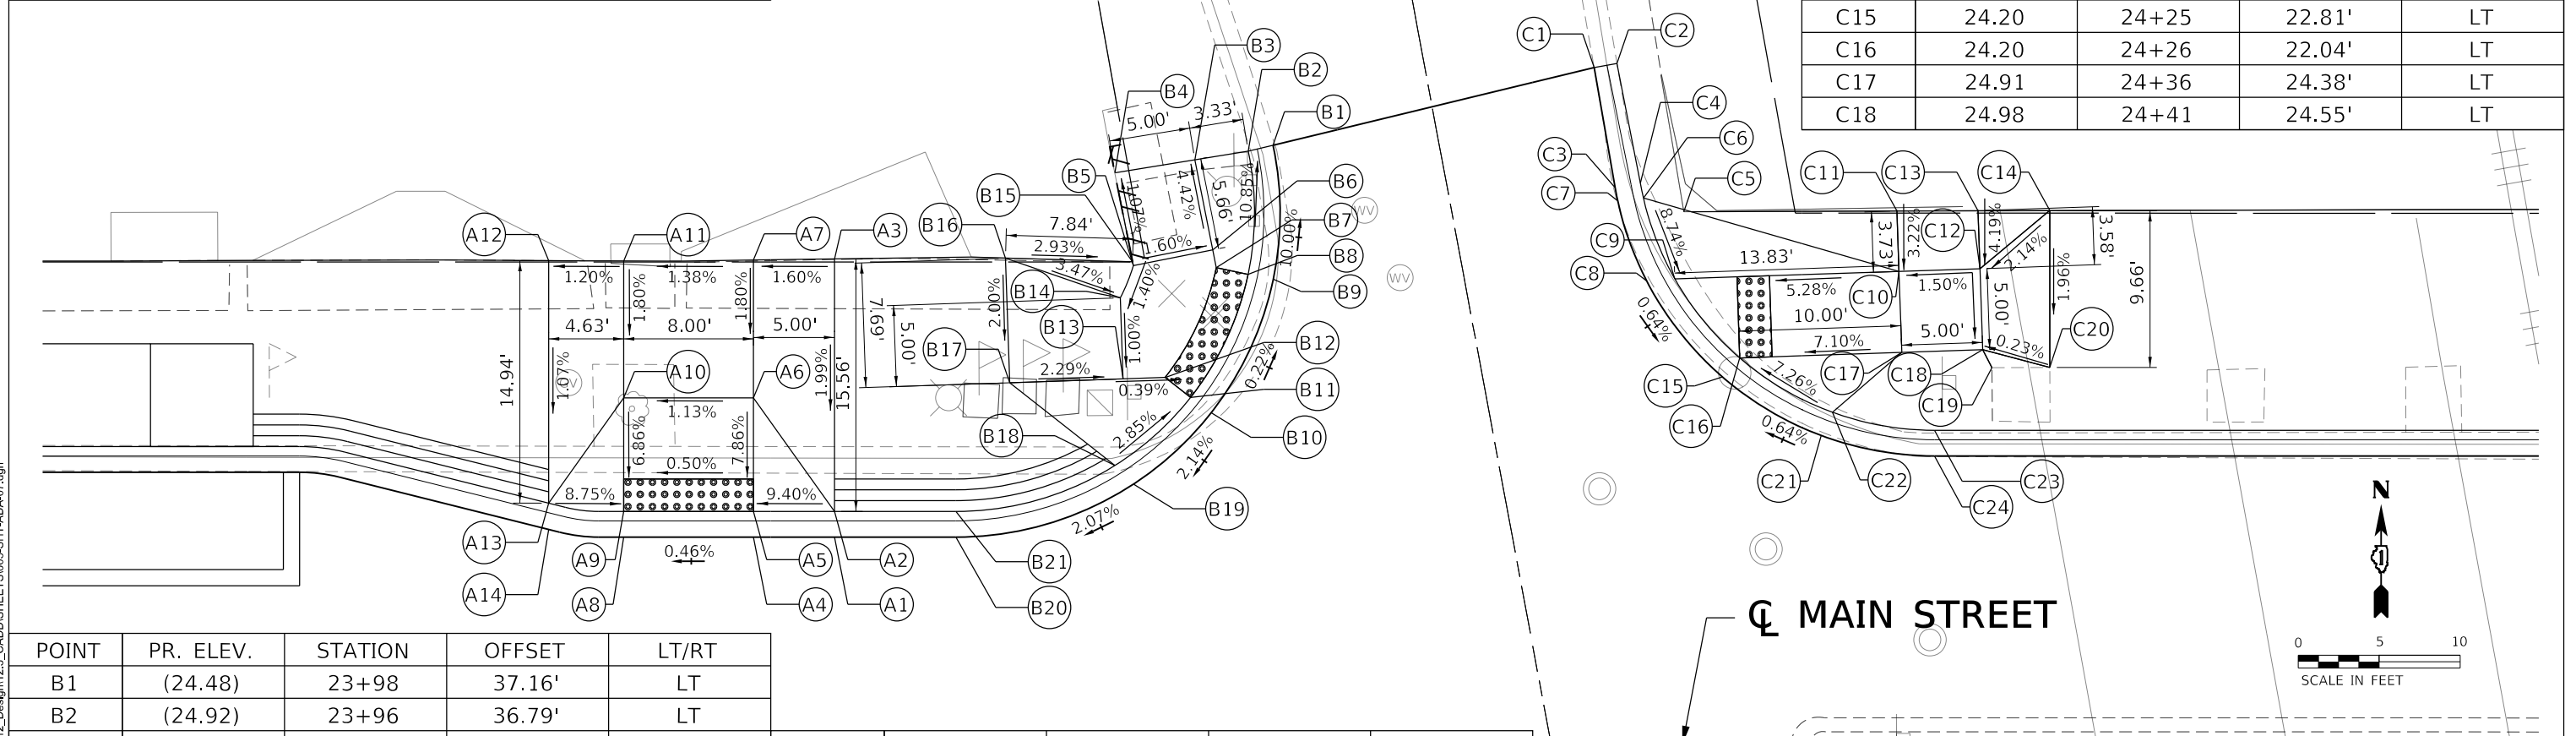 C15 24.20 24+25 22.81' LT
C16 24.20 24+26 22.04' LT
C17 24.91 24+36 24.38' LT
C18 24.98 24+41 24.55' LT
C1
C2
B3
B2
B4
B1
3.33'
5.00'
C4
C6
C3
C7
C5
C11
C13
C14
B5
B6
B15
B16
B7
B8
B9
1.07%
4.42%
5.66'
10.85%
10.00%
WV
WV
7.84'
2.93%
1.60%
3.47%
1.40%
A12
A11
A7
A3
1.20%
1.38%
1.60%
1.80%
1.80%
4.63'
8.00'
5.00'
14.94'
1.07%
1.99%
15.56'
7.69'
5.00'
2.00%
B14
B13
B17
1.00%
2.29%
0.39%
B12
B11
B10
0.22%
A10
A6
1.13%
6.86%
7.86%
0.50%
8.75%
9.40%
B18
2.85%
2.14%
2.07%
B19
A13
A9
A5
A2
B21
A14
A8
A4
A1
B20
0.46%
C9
C8
8.74%
13.83'
3.73'
3.22%
C12
4.19%
2.14%
3.58'
1.96%
9.66'
5.28%
C10
1.50%
10.00'
5.00'
5.00'
7.10%
0.23%
C20
0.64%
C15
C16
7.26%
C17
C18
C19
0.64%
C21
C22
C23
C24
N
℄ MAIN STREET
0 5 10
SCALE IN FEET
POINT PR. ELEV. STATION OFFSET LT/RT
B1 (24.48) 23+98 37.16' LT
B2 (24.92) 23+96 36.79' LT